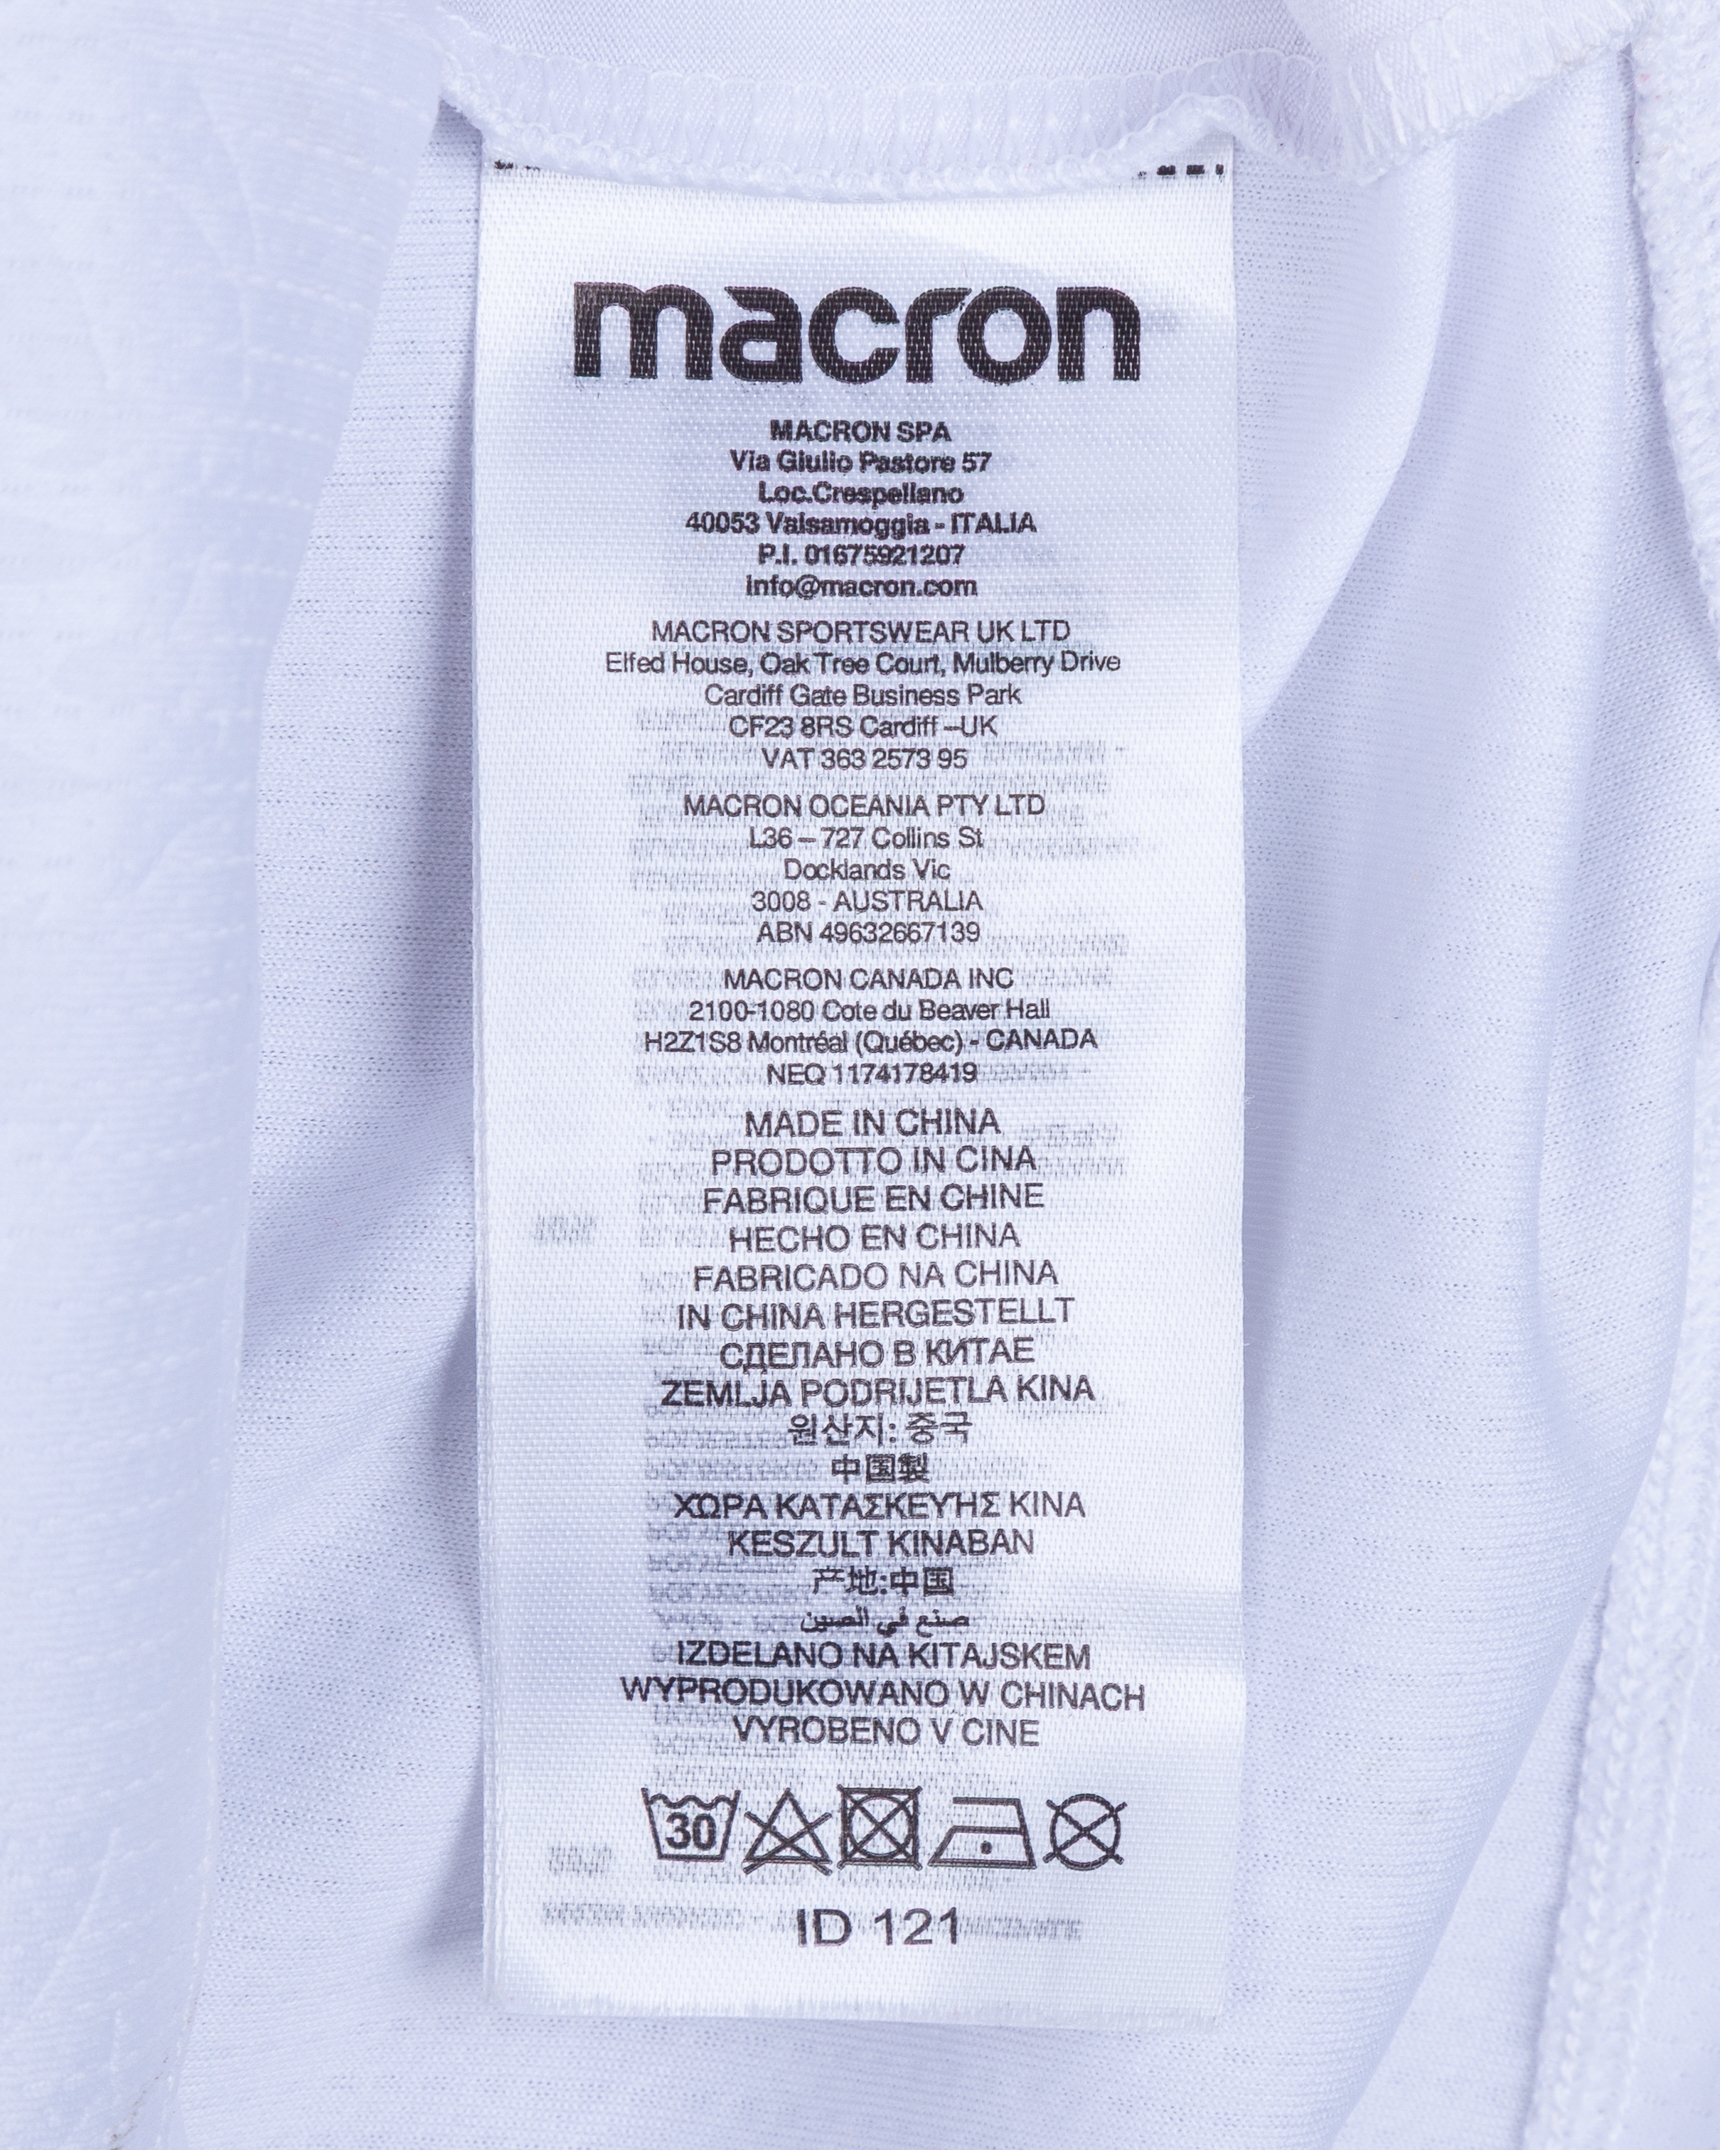 macron
MACRON SPA
Via Giulio Pastore 57
Loc.Crespellano
40053 Valsamoggia - ITALIA
P.I. 01675921207
info@macron.com
MACRON SPORTSWEAR UK LTD
Elfed House, Oak Tree Court, Mulberry Drive
Cardiff Gate Business Park
CF23 8RS Cardiff –UK
VAT 363 2573 95
MACRON OCEANIA PTY LTD
L36 – 727 Collins St
Docklands Vic
3008 - AUSTRALIA
ABN 49632667139
MACRON CANADA INC
2100-1080 Cote du Beaver Hall
H2Z1S8 Montréal (Québec) - CANADA
NEQ 1174178419
MADE IN CHINA
PRODOTTO IN CINA
FABRIQUE EN CHINE
HECHO EN CHINA
FABRICADO NA CHINA
IN CHINA HERGESTELLT
СДЕЛАНО В КИТАЕ
ZEMLJA PODRIJETLA KINA
원산지: 중국
中国製
ΧΩΡΑ ΚΑΤΑΣΚΕΥΉΣ ΚΙΝΑ
KESZULT KINABAN
产地:中国
صنع في الصين
IZDELANO NA KITAJSKEM
WYPRODUKOWANO W CHINACH
VYROBENO V CINE
30
ID 121